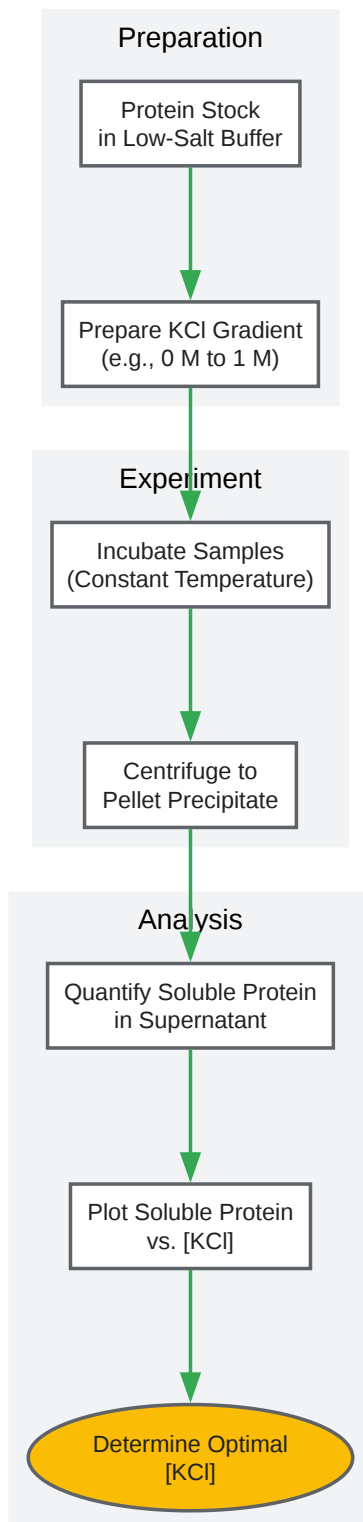 Preparation
Protein Stock
in Low-Salt Buffer
Prepare KCl Gradient
(e.g., 0 M to 1 M)
Experiment
Incubate Samples
(Constant Temperature)
Centrifuge to
Pellet Precipitate
Analysis
Quantify Soluble Protein
in Supernatant
Plot Soluble Protein
vs. [KCl]
Determine Optimal
[KCl]